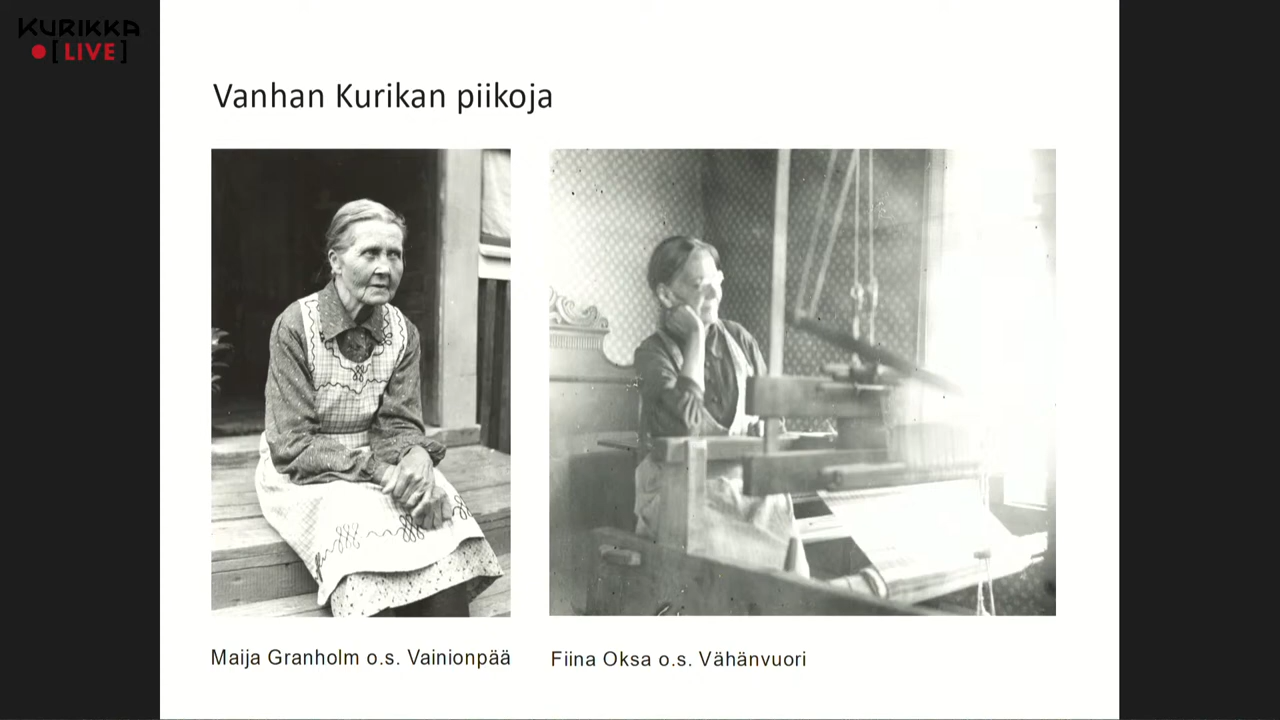 KURIKKA
[LIVE]
Vanhan Kurikan piikoja
Maija Granholm o.s. Vainionpää
Fiina Oksa o.s. Vähänvuori